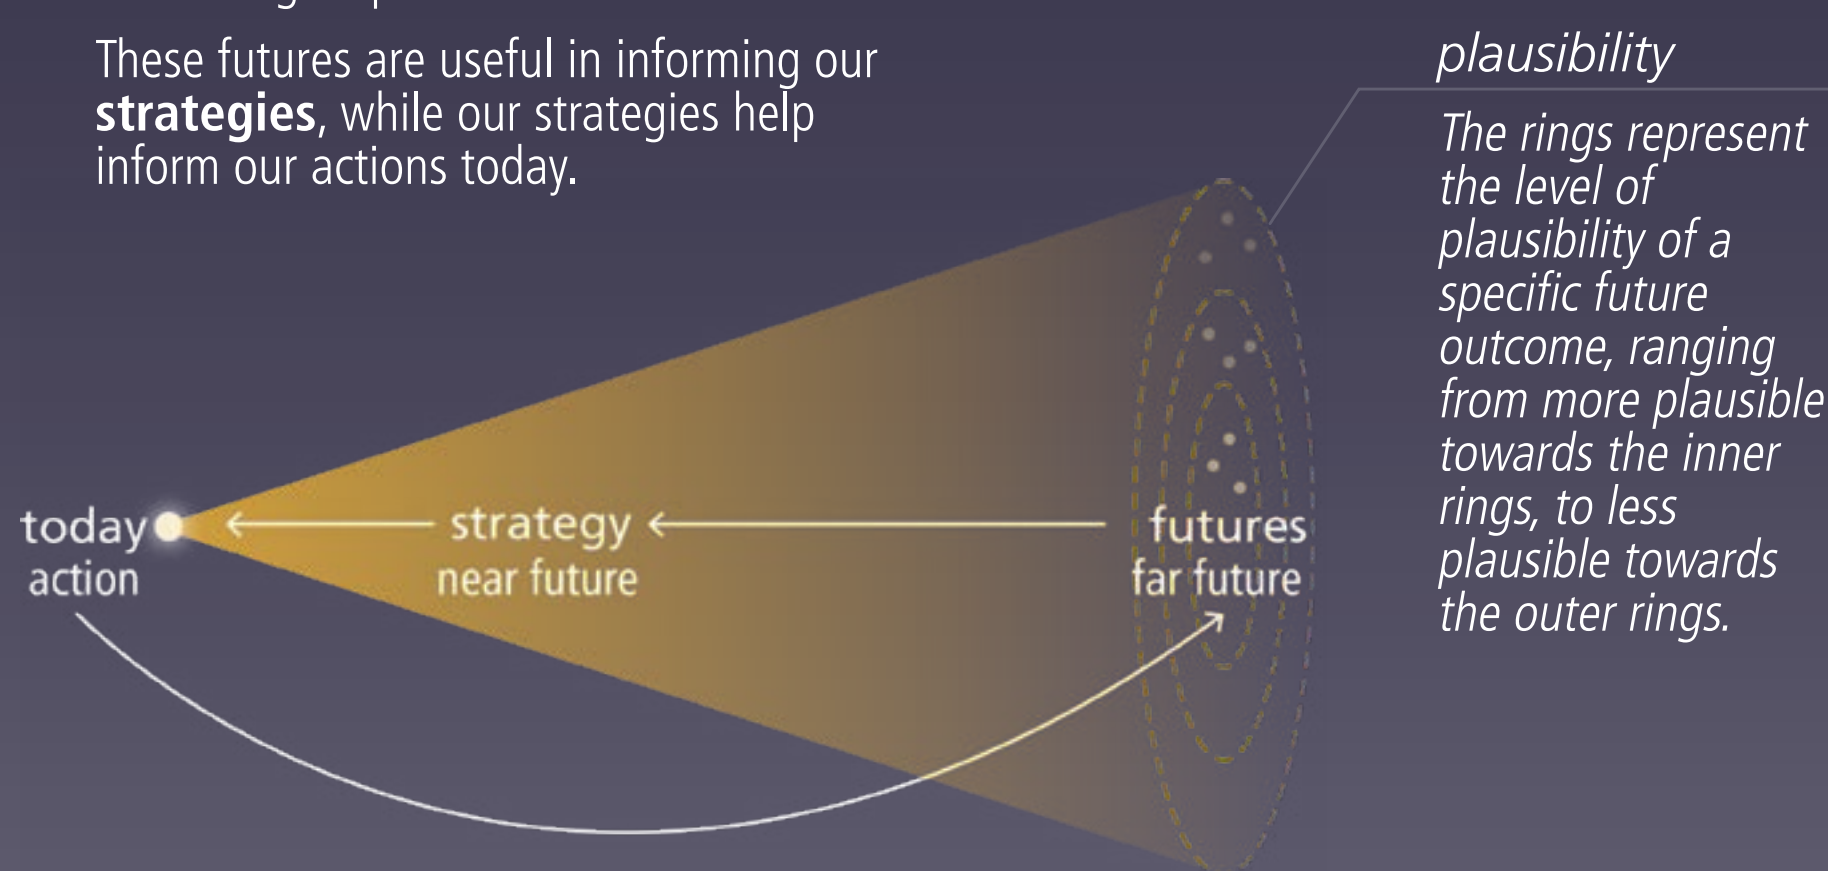 These futures are useful in informing our
strategies, while our strategies help
inform our actions today.
plausibility
The rings represent
the level of
plausibility of a
specific future
outcome, ranging
from more plausible
towards the inner
rings, to less
plausible towards
the outer rings.
today
action
strategy
near future
futures
far future